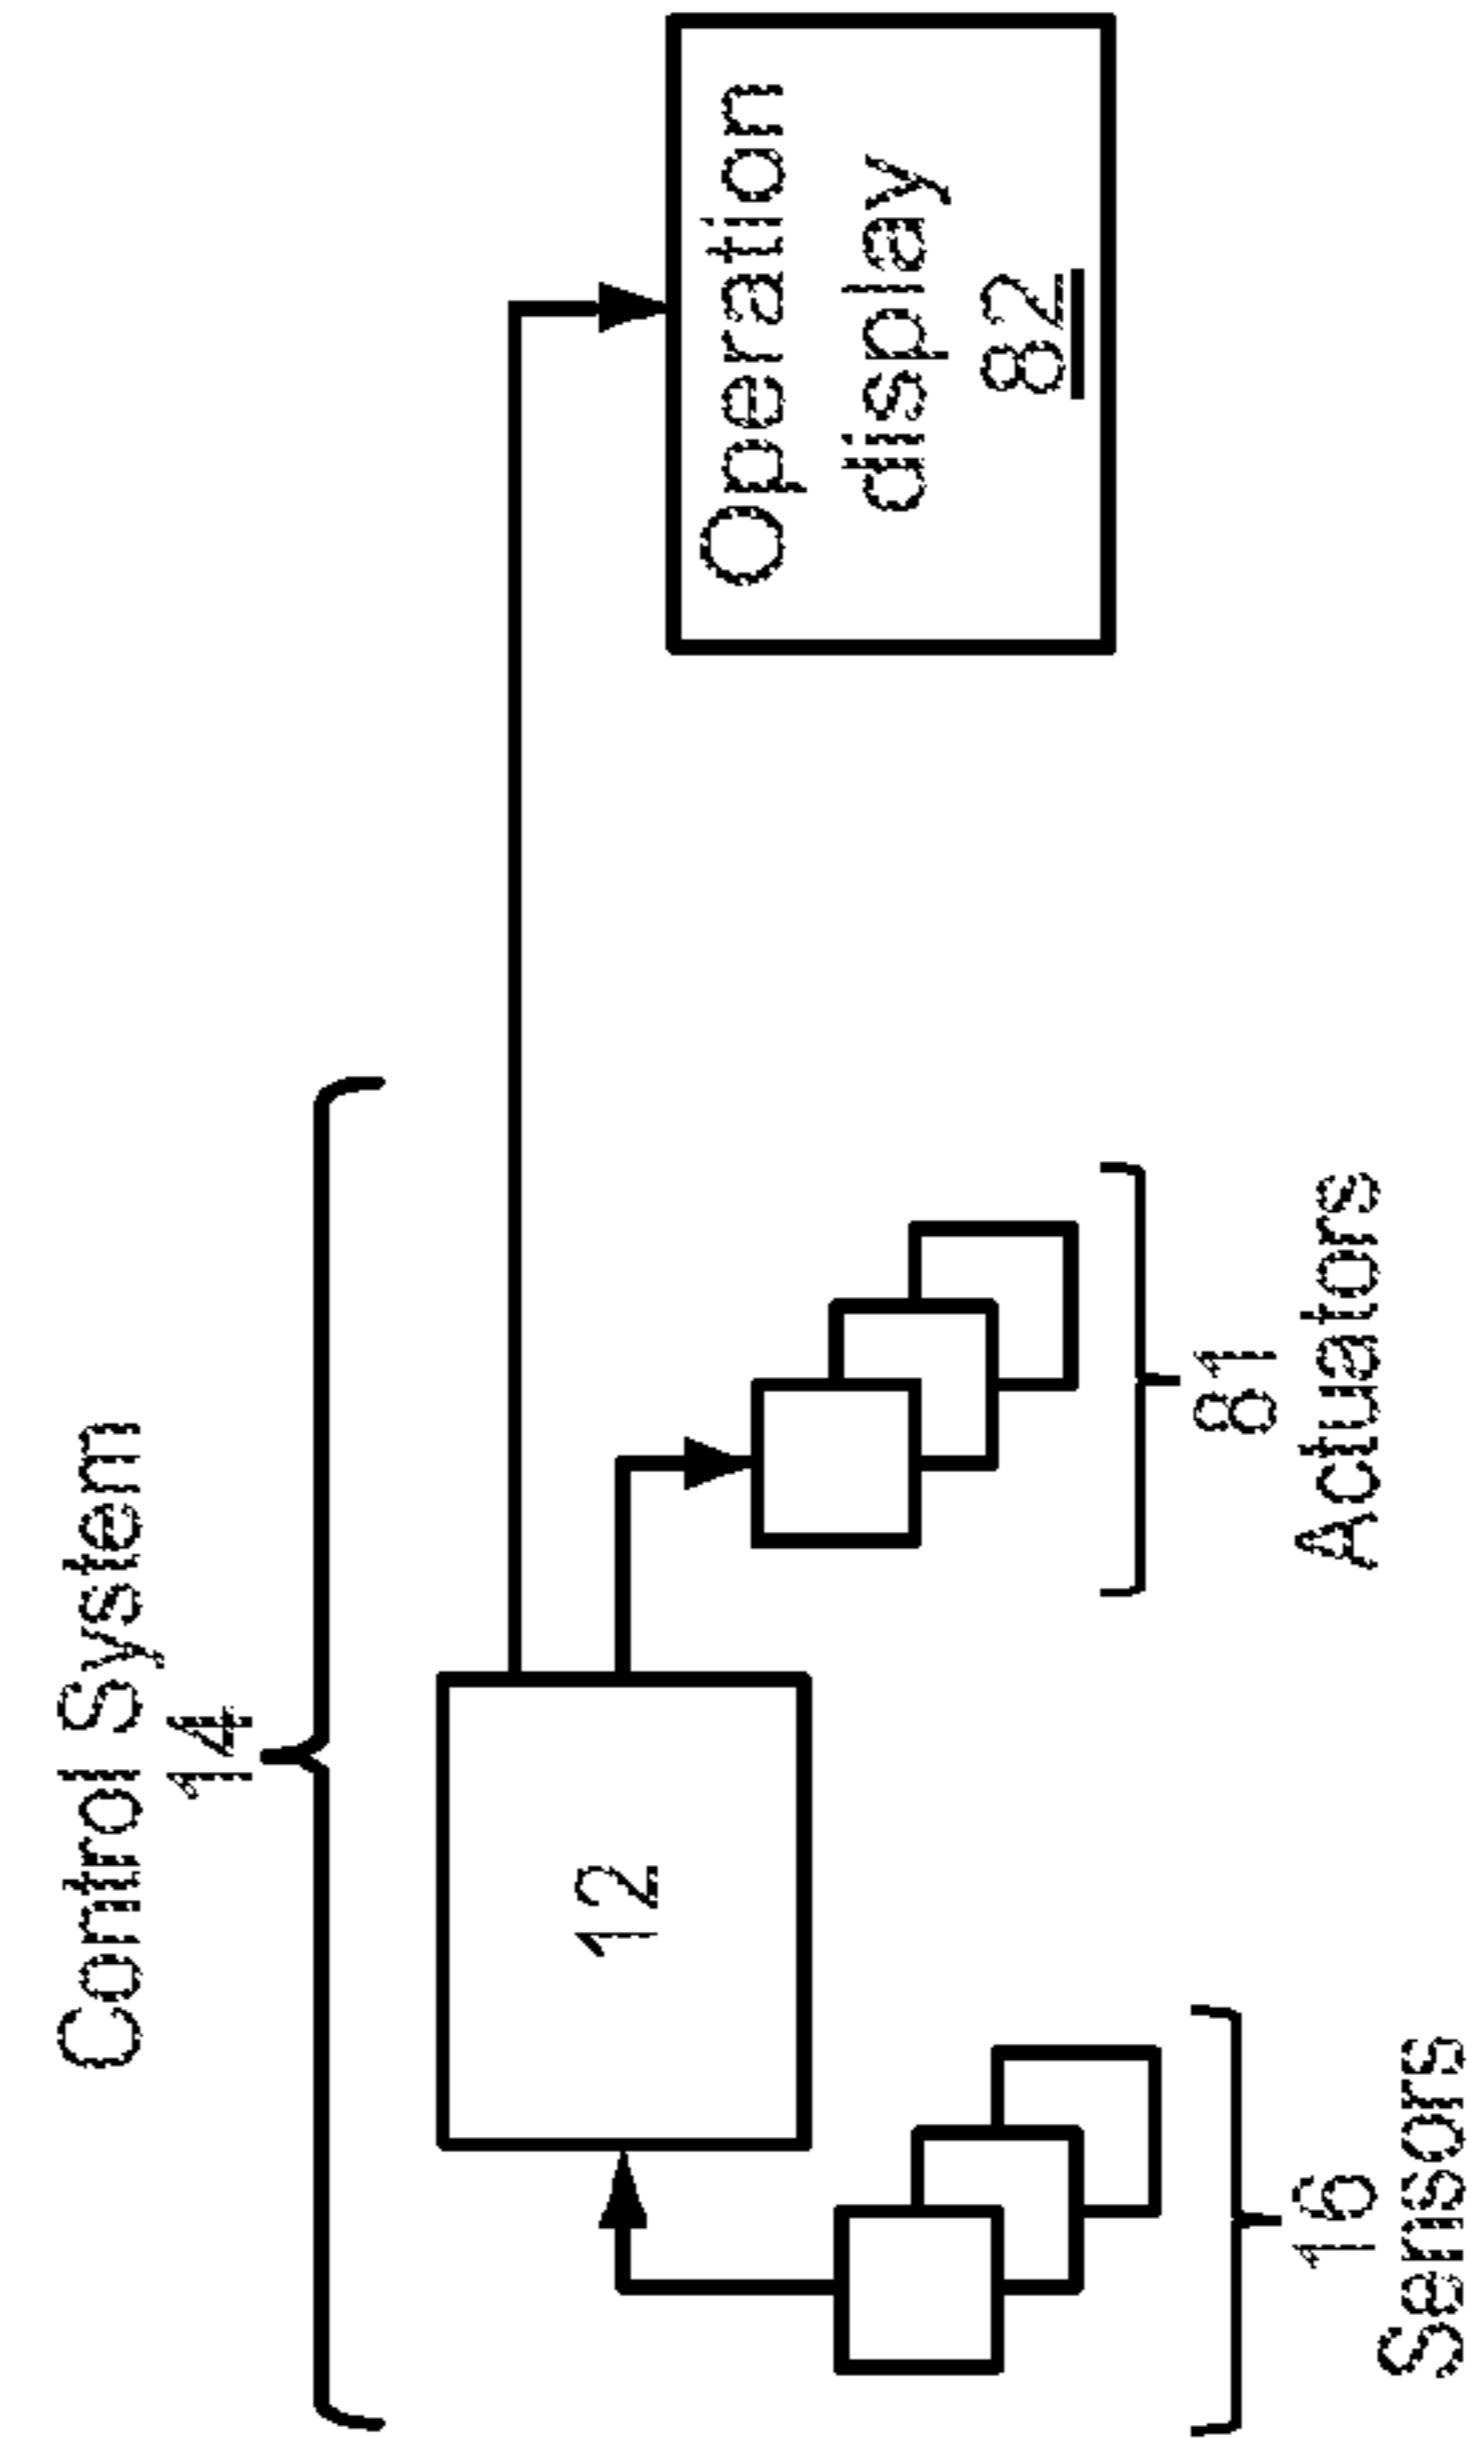 Control System
14
12
Operation
display
82
81
Actuators
16
Sensors